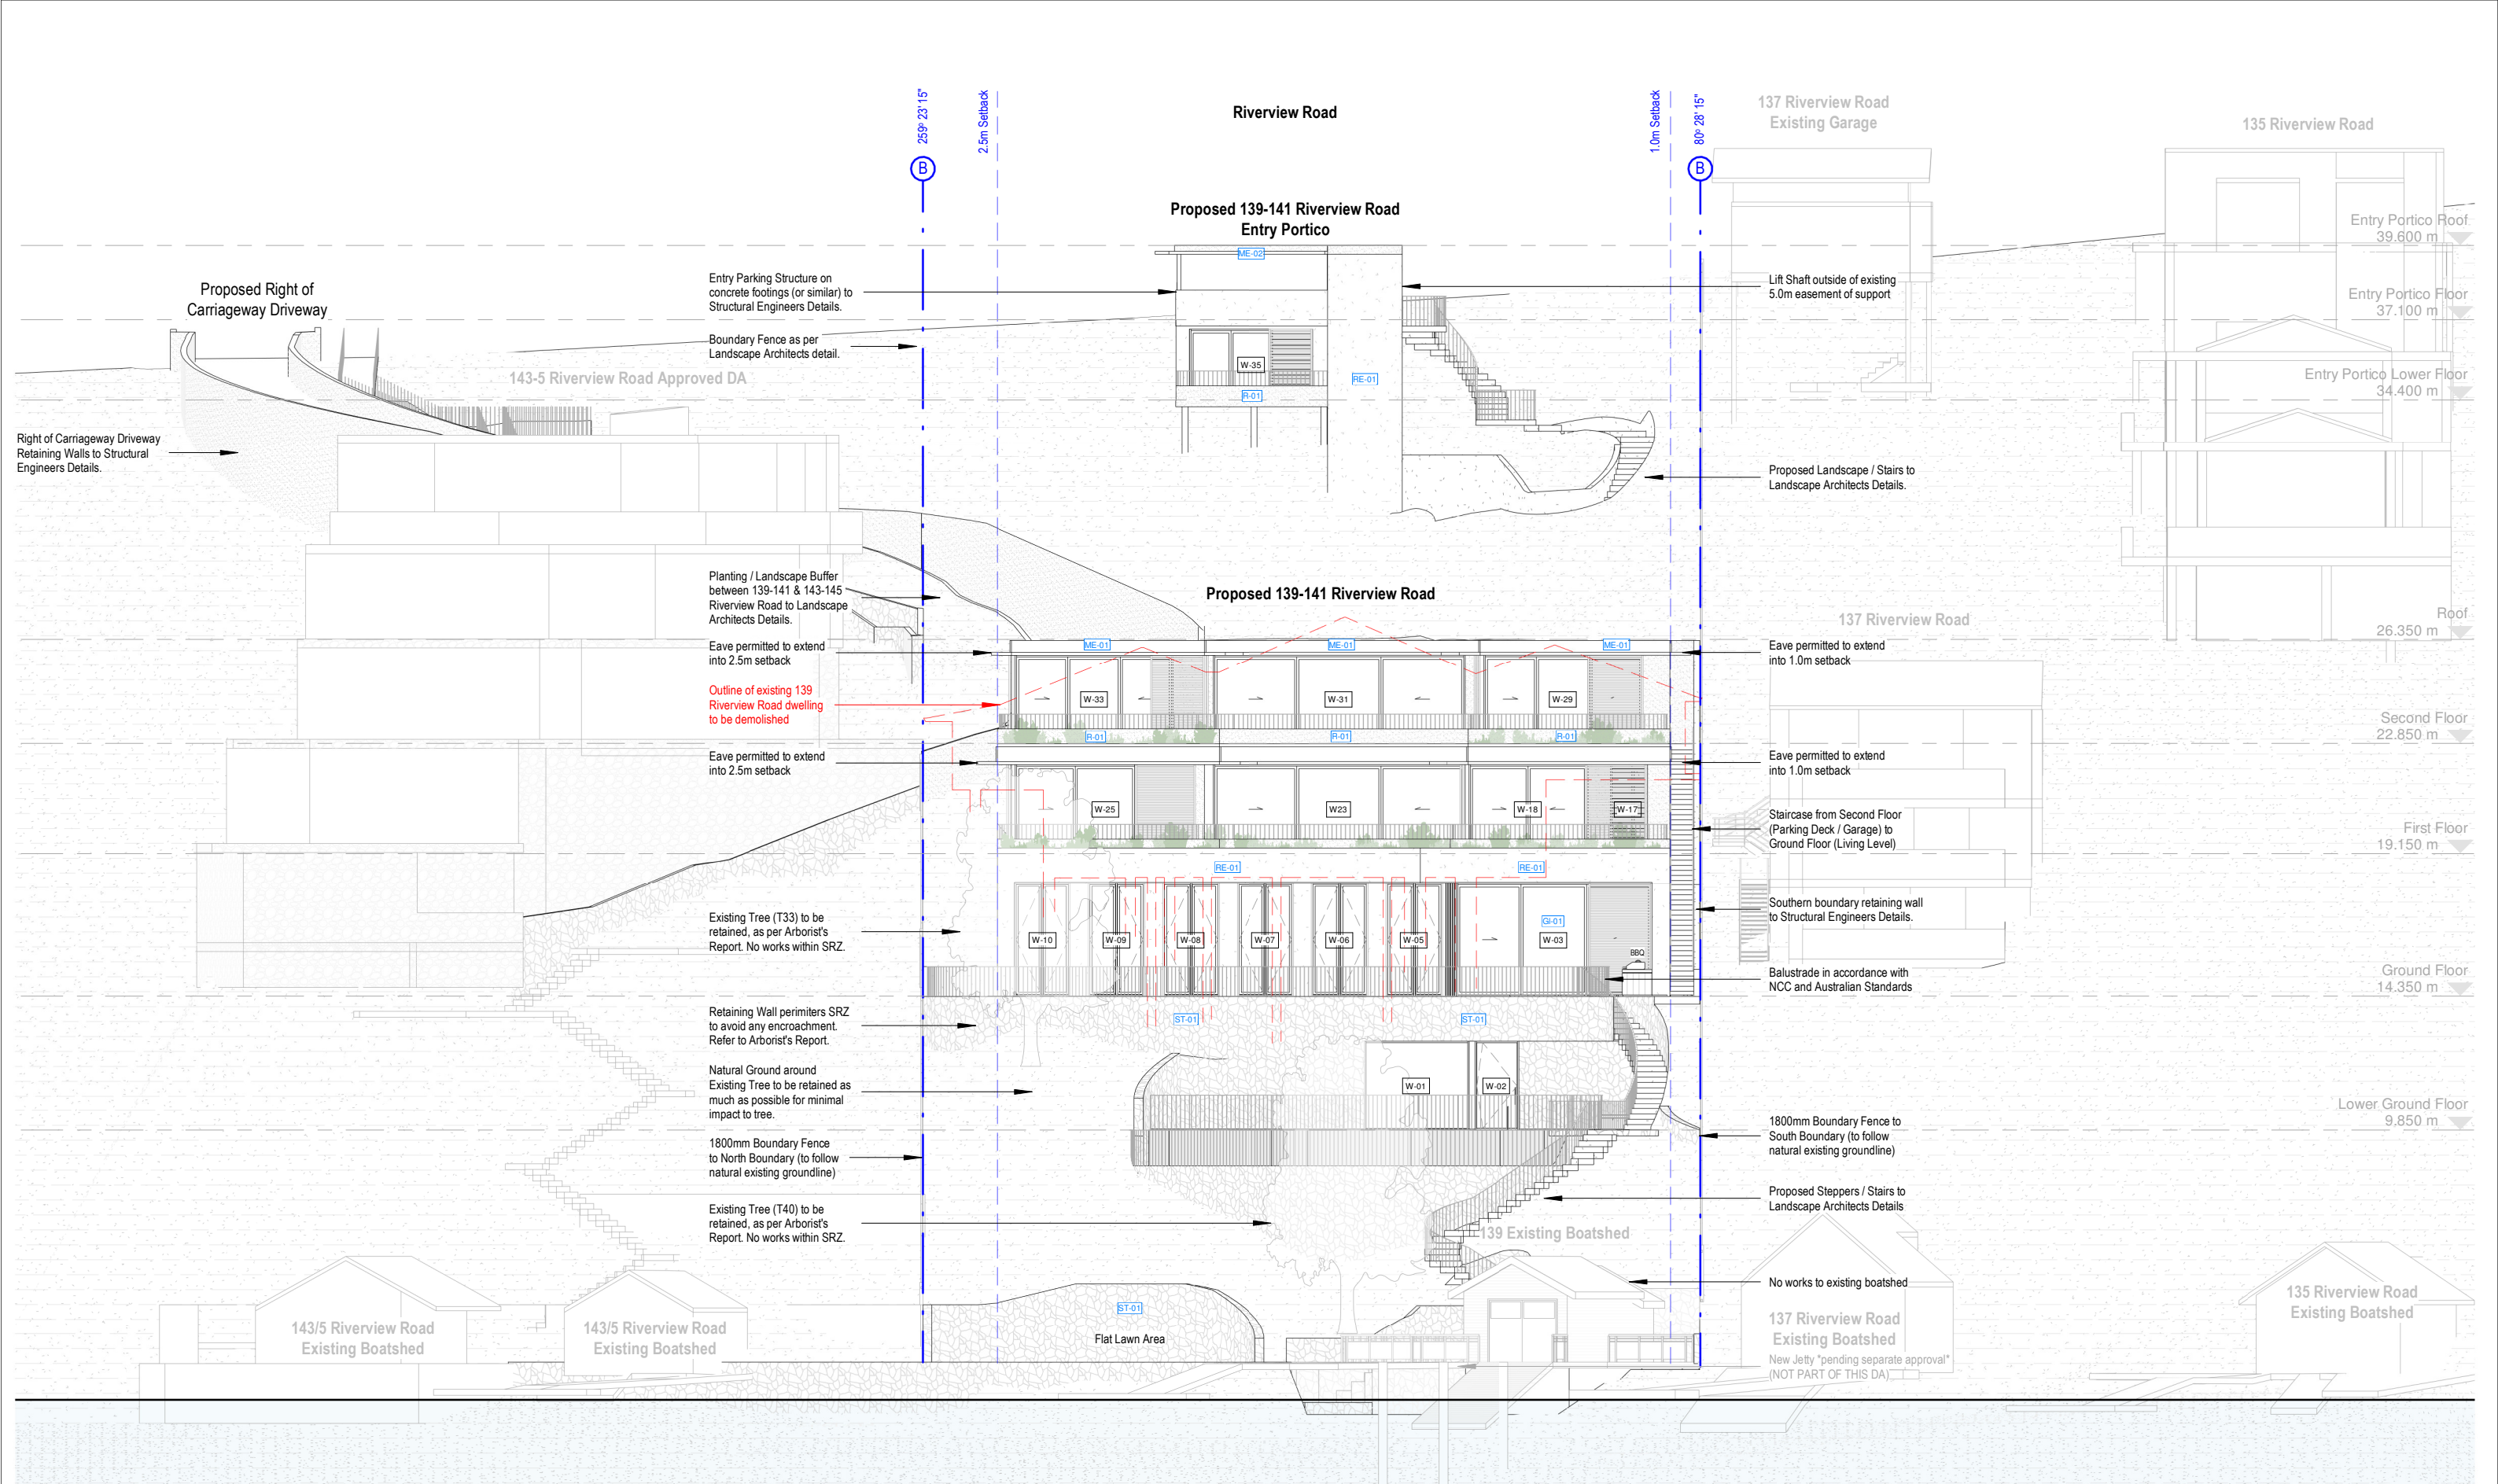 Riverview Road
259° 23' 15"
2.5m Setback
1.0m Setback
80° 28' 15"
B
B
137 Riverview Road
Existing Garage
135 Riverview Road
Proposed 139-141 Riverview Road
Entry Portico
ME-02
Entry Portico Roof
39.600 m
Entry Parking Structure on
concrete footings (or similar) to
Structural Engineers Details.
Lift Shaft outside of existing
5.0m easement of support
Proposed Right of
Carriageway Driveway
Entry Portico Floor
37.100 m
Boundary Fence as per
Landscape Architects detail.
W-35
RE-01
R-01
143-5 Riverview Road Approved DA
Entry Portico Lower Floor
34.400 m
Right of Carriageway Driveway
Retaining Walls to Structural
Engineers Details.
Proposed Landscape / Stairs to
Landscape Architects Details.
Planting / Landscape Buffer
between 139-141 & 143-145
Riverview Road to Landscape
Architects Details.
Proposed 139-141 Riverview Road
137 Riverview Road
Roof
26.350 m
Eave permitted to extend
into 2.5m setback
ME-01
ME-01
ME-01
Eave permitted to extend
into 1.0m setback
Outline of existing 139
Riverview Road dwelling
to be demolished
W-33
W-31
W-29
R-01
R-01
R-01
Second Floor
22.850 m
Eave permitted to extend
into 2.5m setback
Eave permitted to extend
into 1.0m setback
W-25
W23
W-18
W-17
Staircase from Second Floor
(Parking Deck / Garage) to
Ground Floor (Living Level)
First Floor
19.150 m
RE-01
RE-01
Existing Tree (T33) to be
retained, as per Arborist's
Report. No works within SRZ.
GI-01
W-10
W-09
W-08
W-07
W-06
W-05
W-03
BBQ
Southern boundary retaining wall
to Structural Engineers Details.
Balustrade in accordance with
NCC and Australian Standards
Ground Floor
14.350 m
Retaining Wall perimiters SRZ
to avoid any encroachment.
Refer to Arborist's Report.
ST-01
ST-01
Natural Ground around
Existing Tree to be retained as
much as possible for minimal
impact to tree.
W-01
W-02
Lower Ground Floor
9.850 m
1800mm Boundary Fence
to North Boundary (to follow
natural existing groundline)
1800mm Boundary Fence to
South Boundary (to follow
natural existing groundline)
Existing Tree (T40) to be
retained, as per Arborist's
Report. No works within SRZ.
Proposed Steppers / Stairs to
Landscape Architects Details
139 Existing Boatshed
No works to existing boatshed
143/5 Riverview Road
Existing Boatshed
143/5 Riverview Road
Existing Boatshed
ST-01
Flat Lawn Area
137 Riverview Road
Existing Boatshed
New Jetty *pending separate approval*
(NOT PART OF THIS DA)
135 Riverview Road
Existing Boatshed